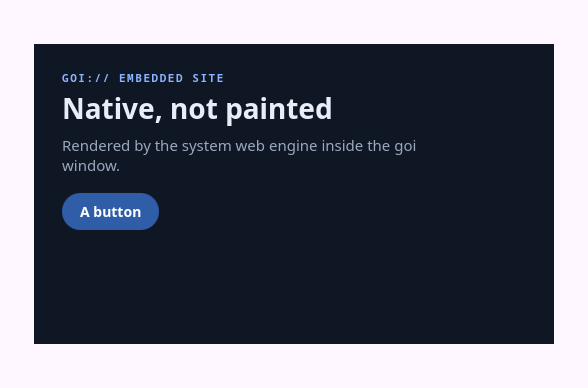 GOI:// EMBEDDED SITE
Native, not painted
Rendered by the system web engine inside the goi
window.
A button